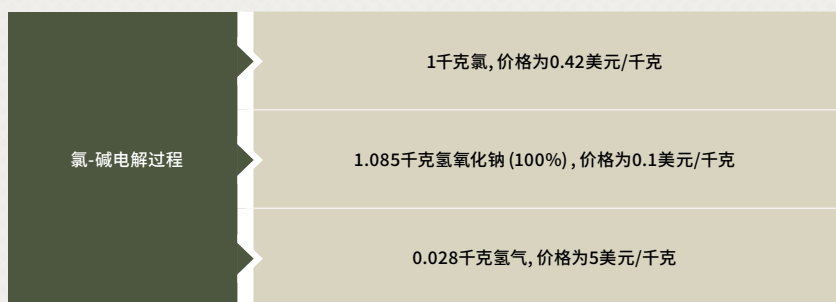 1千克氯, 价格为0.42美元/千克
氯-碱电解过程
1.085千克氢氧化钠 (100%) , 价格为0.1美元/千克
0.028千克氢气, 价格为5美元/千克